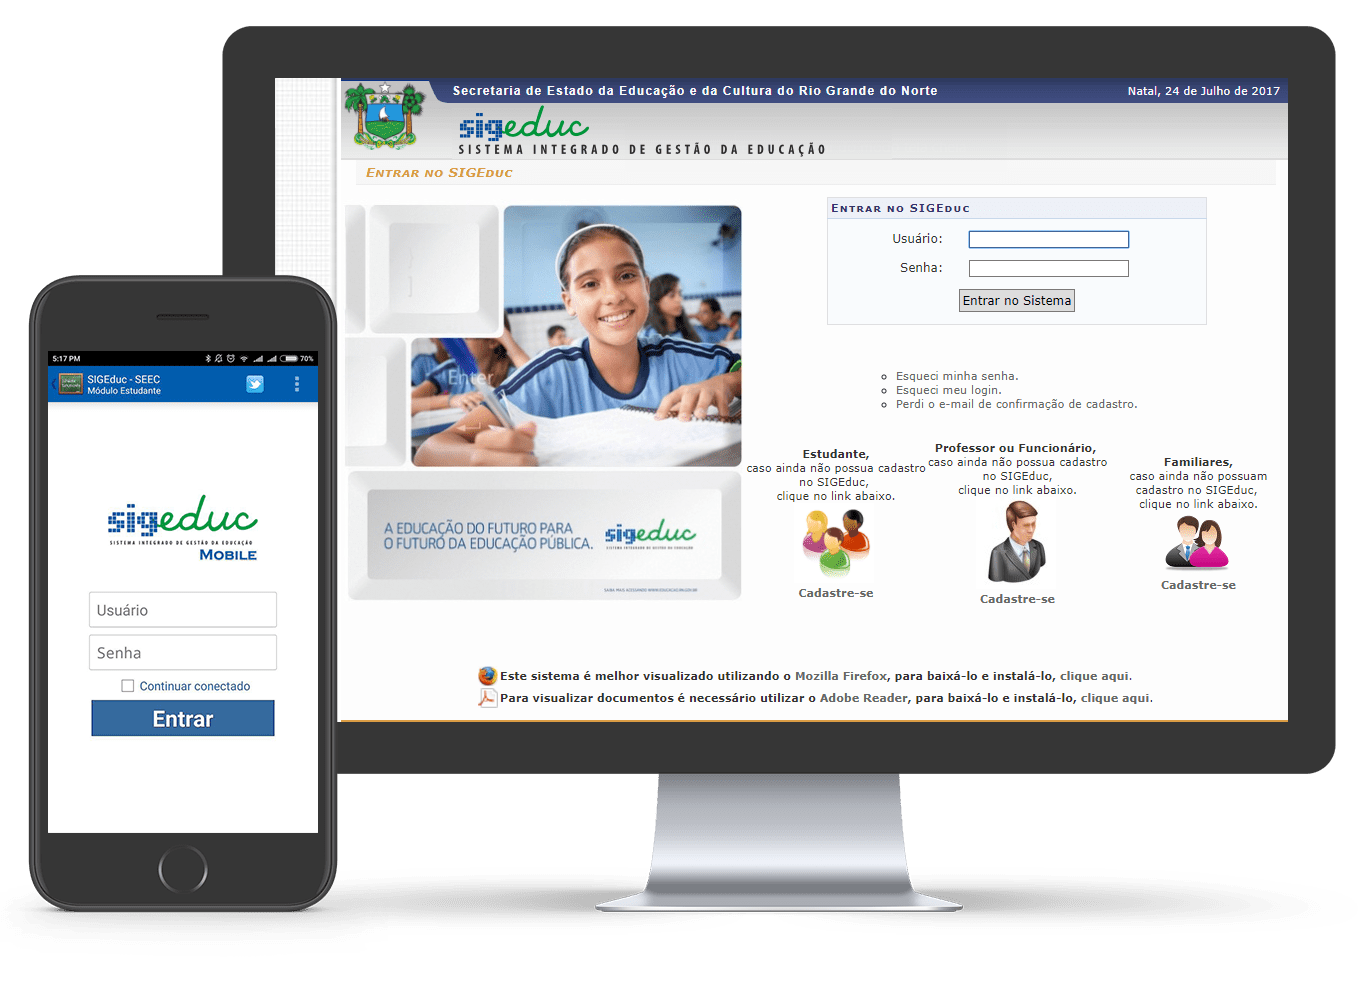 Secretaria de Estado da Educação e da Cultura do Rio Grande do Norte
Natal, 24 de Julho de 2017
sigeduc
SISTEMA INTEGRADO DE GESTÃO DA EDUCAÇÃO
Entrar no SIGEduc
Entrar no SIGEduc
Usuário:
Senha:
Entrar no Sistema
Enter
Esqueci minha senha.
Esqueci meu login.
Perdi o e-mail de confirmação de cadastro.
Estudante,
caso ainda não possua cadastro
no SIGEduc,
clique no link abaixo.
Cadastre-se
Professor ou Funcionário,
caso ainda não possua cadastro
no SIGEduc,
clique no link abaixo.
Cadastre-se
Familiares,
caso ainda não possuam
cadastro no SIGEduc,
clique no link abaixo.
Cadastre-se
A EDUCAÇÃO DO FUTURO PARA
O FUTURO DA EDUCAÇÃO PÚBLICA.
sigeduc
SISTEMA INTEGRADO DE GESTÃO DA EDUCAÇÃO
Este sistema é melhor visualizado utilizando o Mozilla Firefox, para baixá-lo e instalá-lo, clique aqui.
Para visualizar documentos é necessário utilizar o Adobe Reader, para baixá-lo e instalá-lo, clique aqui.
5:17 PM
70%
SIGEduc - SEEC
Módulo Estudante
sigeduc
SISTEMA INTEGRADO DE GESTÃO DA EDUCAÇÃO
Mobile
Usuário
Senha
Continuar conectado
Entrar